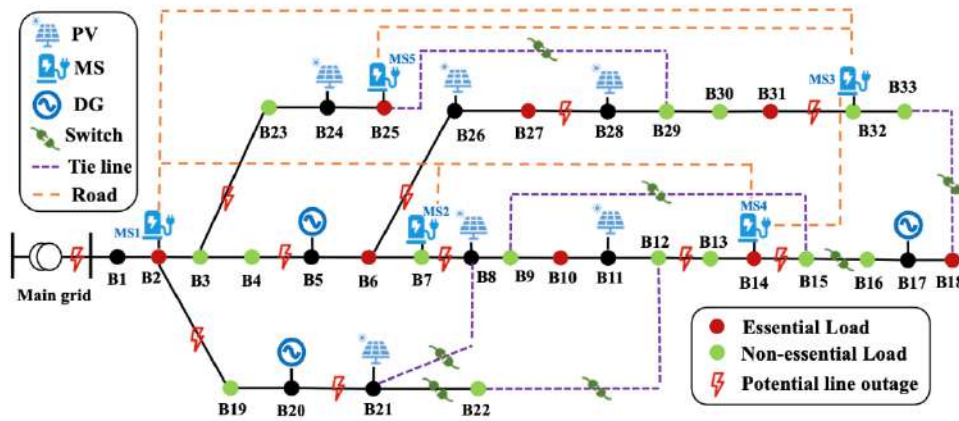 PV
MS
DG
Switch
Tie line
Road
MS5
B23
B24
B25
B26
B27
B28
B29
B30
B31
MS3
B32
B33
MS1
MS2
MS4
Main grid
B1
B2
B3
B4
B5
B6
B7
B8
B9
B10
B11
B12
B13
B14
B15
B16
B17
B18
B19
B20
B21
B22
Essential Load
Non-essential Load
Potential line outage